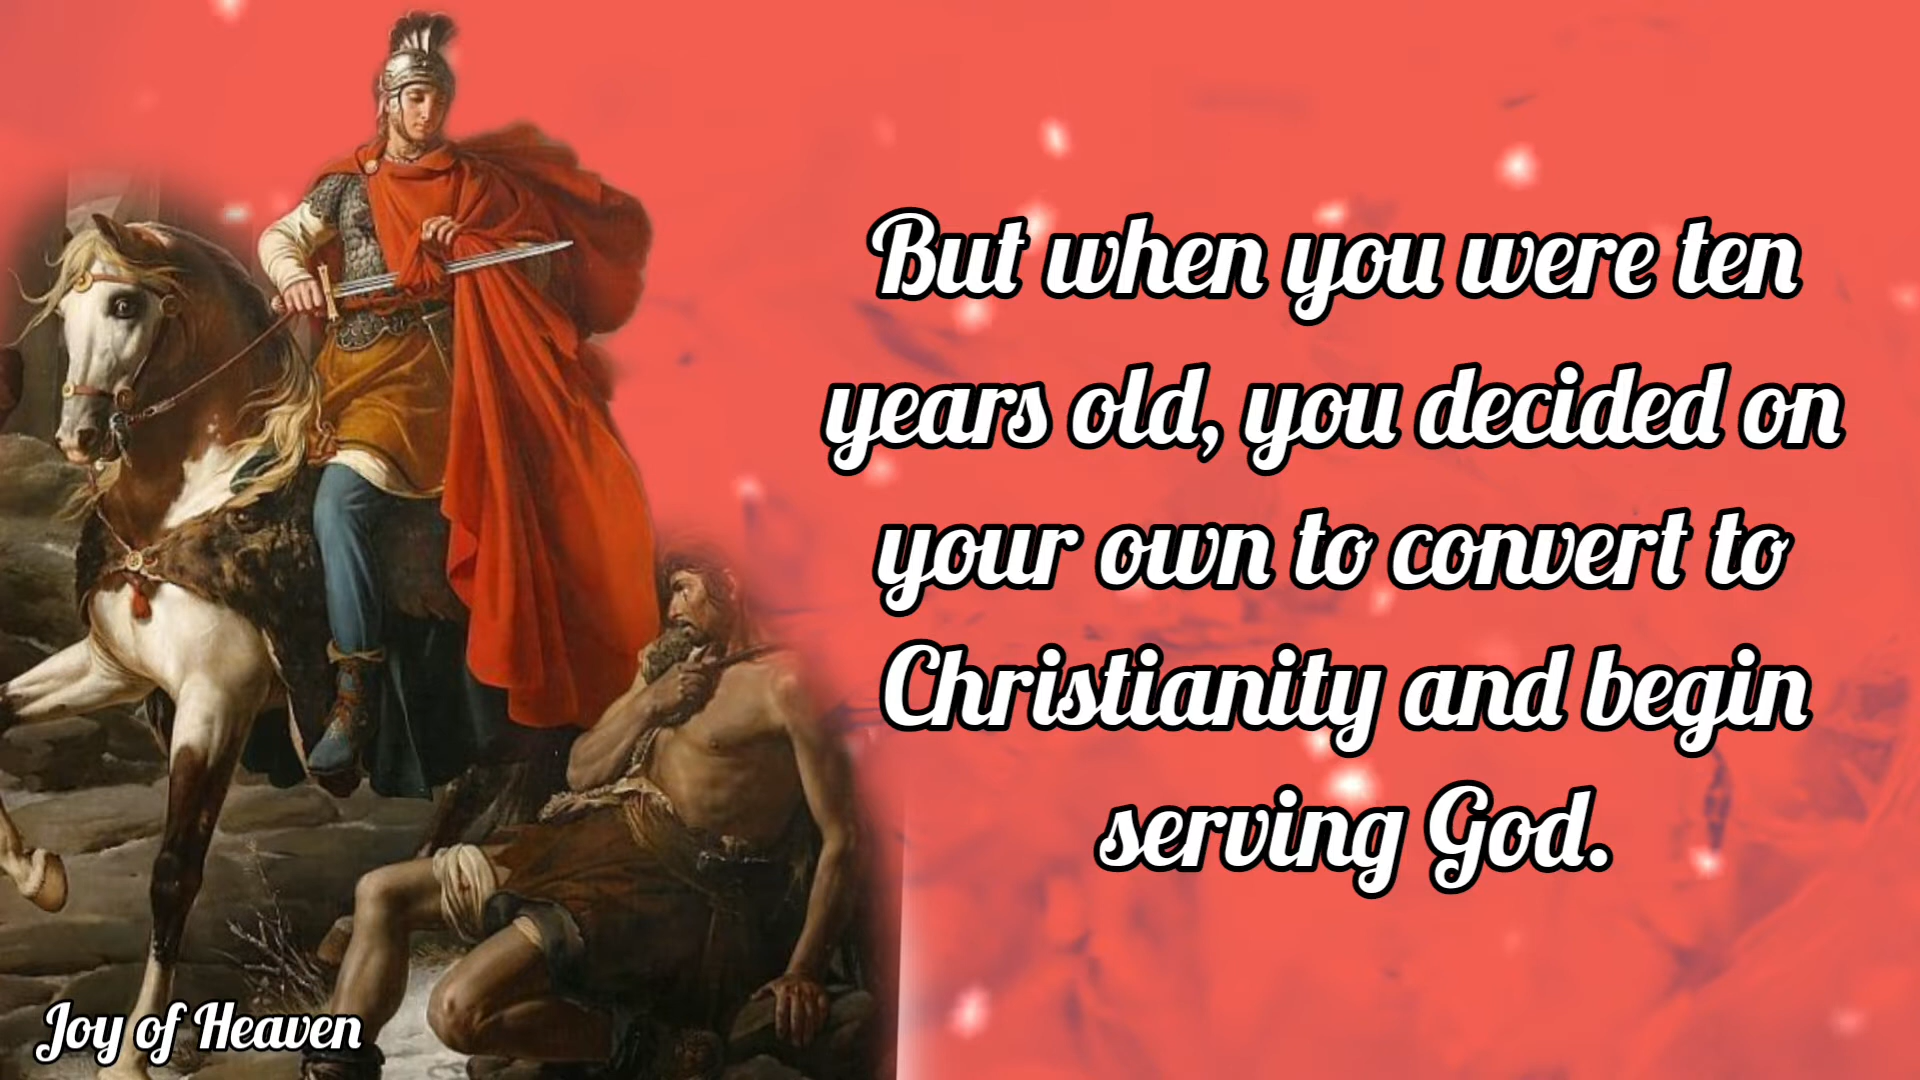 But when you were ten
years old, you decided on
your own to convert to
Christianity and begin
serving God.
Joy of Heaven